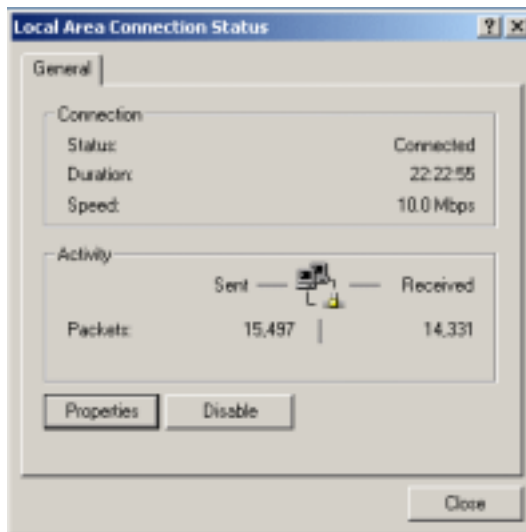 Local Area Connection Status
General
Connection
Status: Connected
Duration: 22:22:55
Speed: 10.0 Mbps
Activity
Sent Received
Packets: 15,497 14,331
Properties Disable
Close